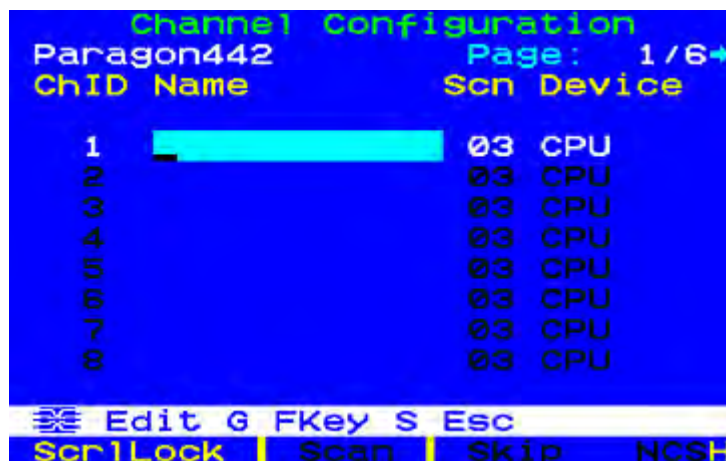 Channel Configuration
Paragon442 Page: 1/6→
ChID Name Scn Device
1 _ 03 CPU
2 03 CPU
3 03 CPU
4 03 CPU
5 03 CPU
6 03 CPU
7 03 CPU
8 03 CPU
Edit G FKey S Esc
ScrlLock Scan Skip NCSH